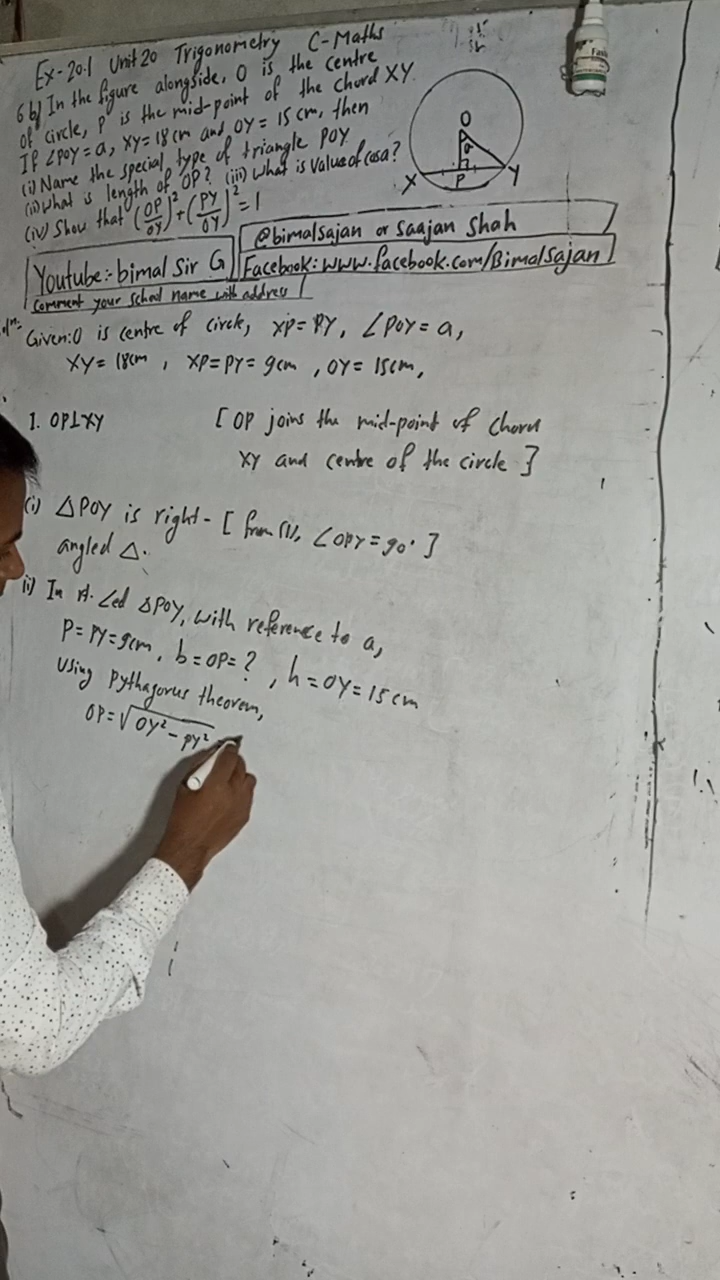 Ex-20.1 Unit 20 Trigonometry C-Maths
6 b) In the figure alongside, O is the centre
of circle, P is the mid-point of the chord XY.
If ∠POY = a, XY = 18 cm and OY = 15 cm, then
(i) Name the special type of triangle POY
(ii) What is length of OP? (iii) What is value of cosa?
(iv) Show that (OP/OY)² + (PY/OY)² = 1
O
a
X P Y
@bimalsajan or Saajan Shah
Youtube:- bimal Sir G
Facebook: www.facebook.com/Bimalsajan
Comment your school name with address
Given: O is centre of circle, XP = PY, ∠POY = a,
XY = 18cm, XP = PY = 9cm, OY = 15cm,
1. OP⊥XY [OP joins the mid-point of chord
XY and centre of the circle]
(i) △POY is right- [from (1), ∠OPY = 90°]
angled △.
(ii) In rt. ∠ed △POY, with reference to a,
P = PY = 9cm, b = OP = ?, h = OY = 15 cm
Using pythagorus theorem,
OP = √OY² - PY²